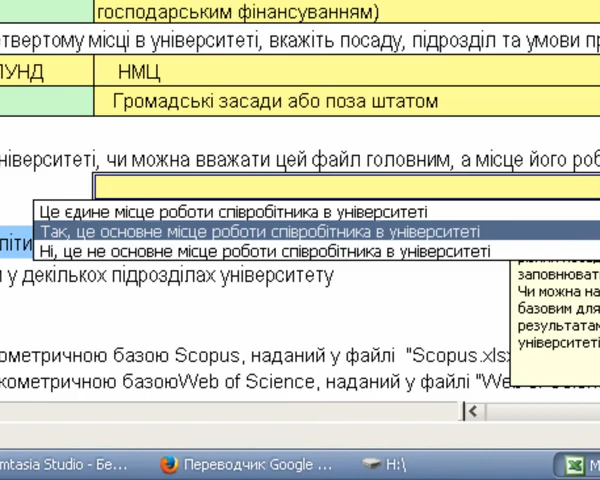 господарським фінансуванням)
твертому місці в університеті, вкажіть посаду, підрозділ та умови
НМЦ
Громадські засади або поза штатом
ніверситеті, чи можна вважати цей файл головним, а місце його
Це єдине місце роботи співробітника в університеті
Так, це основне місце роботи співробітника в університеті
Ні, це не основне місце роботи співробітника в університеті
у декількох підрозділах університету
заповнюват
Чи можна на
базовим для
результатам
університеті
ометричною базою Scopus, наданий у файлі "Scopus.xls
кометричною базоюWeb of Science, наданий у файлі "We
mtasia Studio - Бе...
Переводчик Google ...
H:\